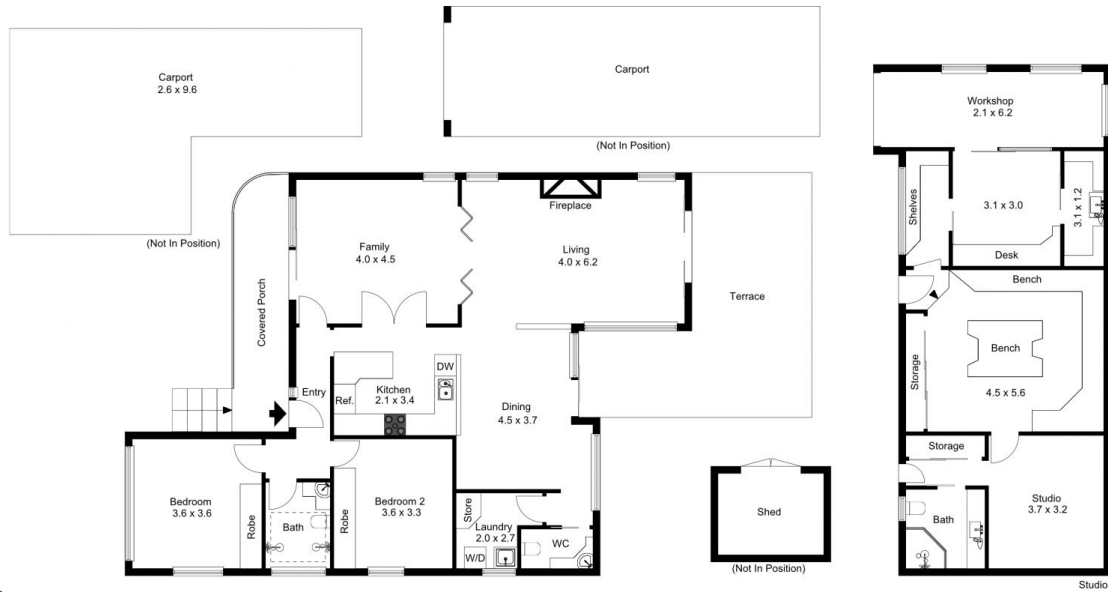 Carport
2.6 x 9.6
(Not In Position)
Carport
(Not In Position)
Covered Porch
Family
4.0 x 4.5
Fireplace
Living
4.0 x 6.2
Terrace
Entry
Ref.
Kitchen
2.1 x 3.4
DW
Dining
4.5 x 3.7
Bedroom
3.6 x 3.6
Robe
Bath
Robe
Bedroom 2
3.6 x 3.3
Store
Laundry
2.0 x 2.7
W/D
WC
Shed
(Not In Position)
Workshop
2.1 x 6.2
Shelves
3.1 x 3.0
Desk
3.1 x 1.2
Bench
Storage
Bench
4.5 x 5.6
Storage
Bath
Studio
3.7 x 3.2
Studio